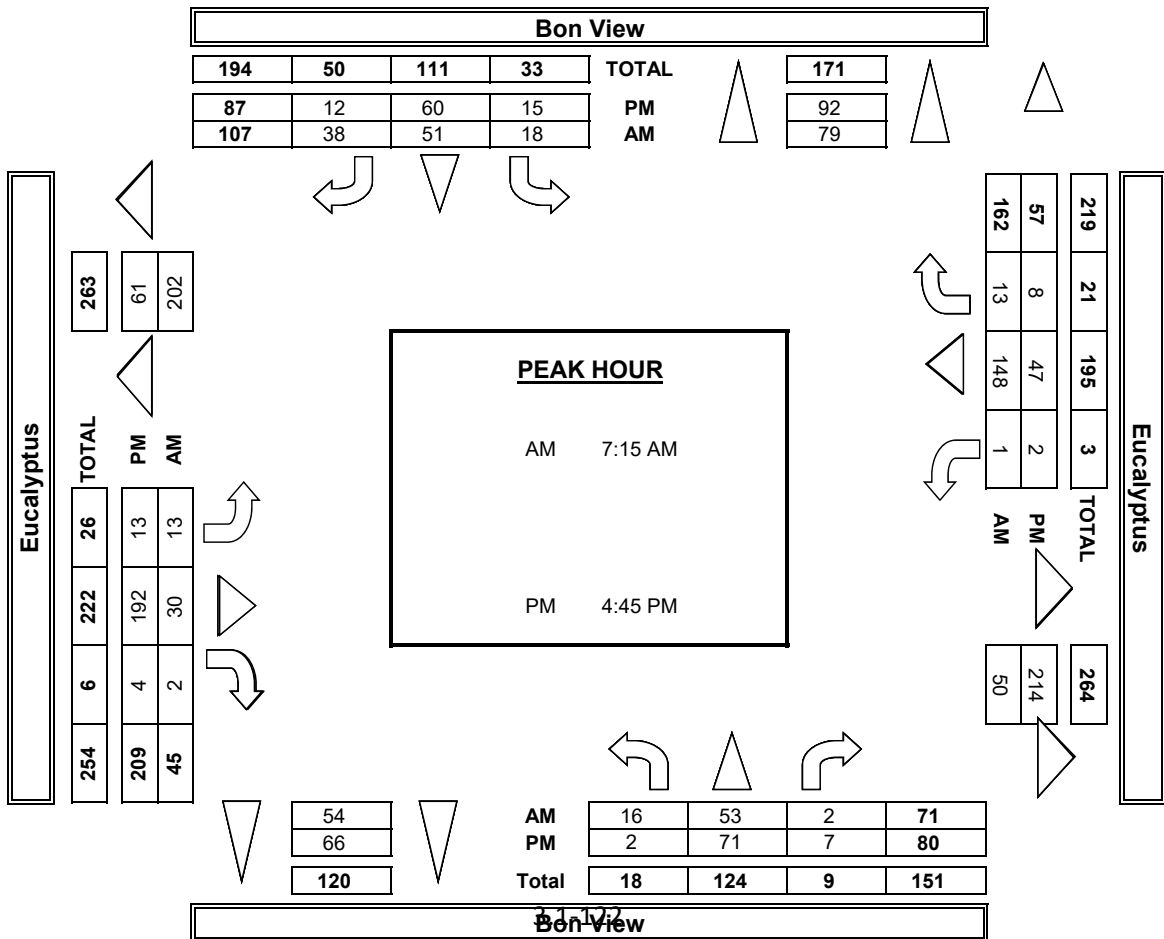 Bon View
194 50 111 33 TOTAL 171
87 12 60 15 PM 92
107 38 51 18 AM 79
Eucalyptus
263
61
202
TOTAL
PM
AM
26 222 6 254
13 192 4 209
13 30 2 45
PEAK HOUR
AM 7:15 AM
PM 4:45 PM
219 21 195 3 TOTAL
57 8 47 2 PM
162 13 148 1 AM
264
214
50
Eucalyptus
54 AM 16 53 2 71
66 PM 2 71 7 80
120 Total 18 124 9 151
Bon View
3.1-122